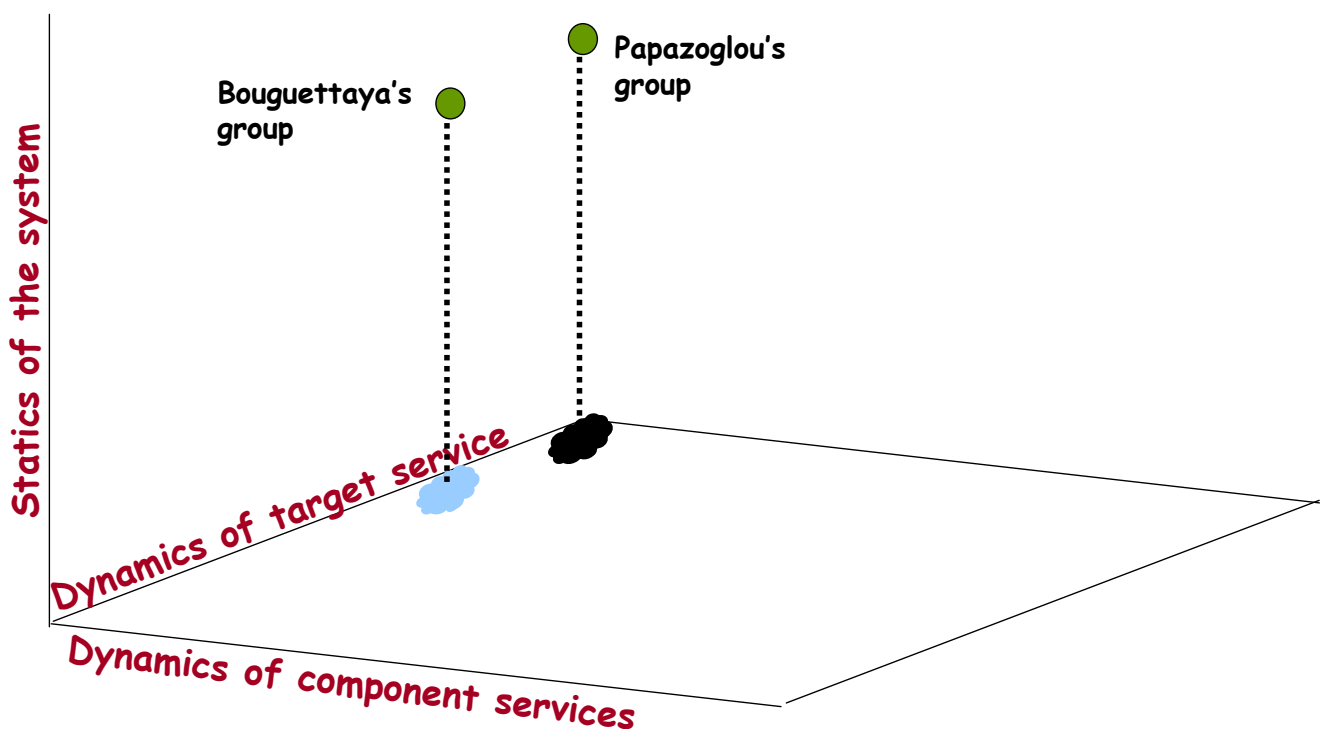 Papazoglou's
group
Bouguettaya's
group
Statics of the system
Dynamics of target service
Dynamics of component services